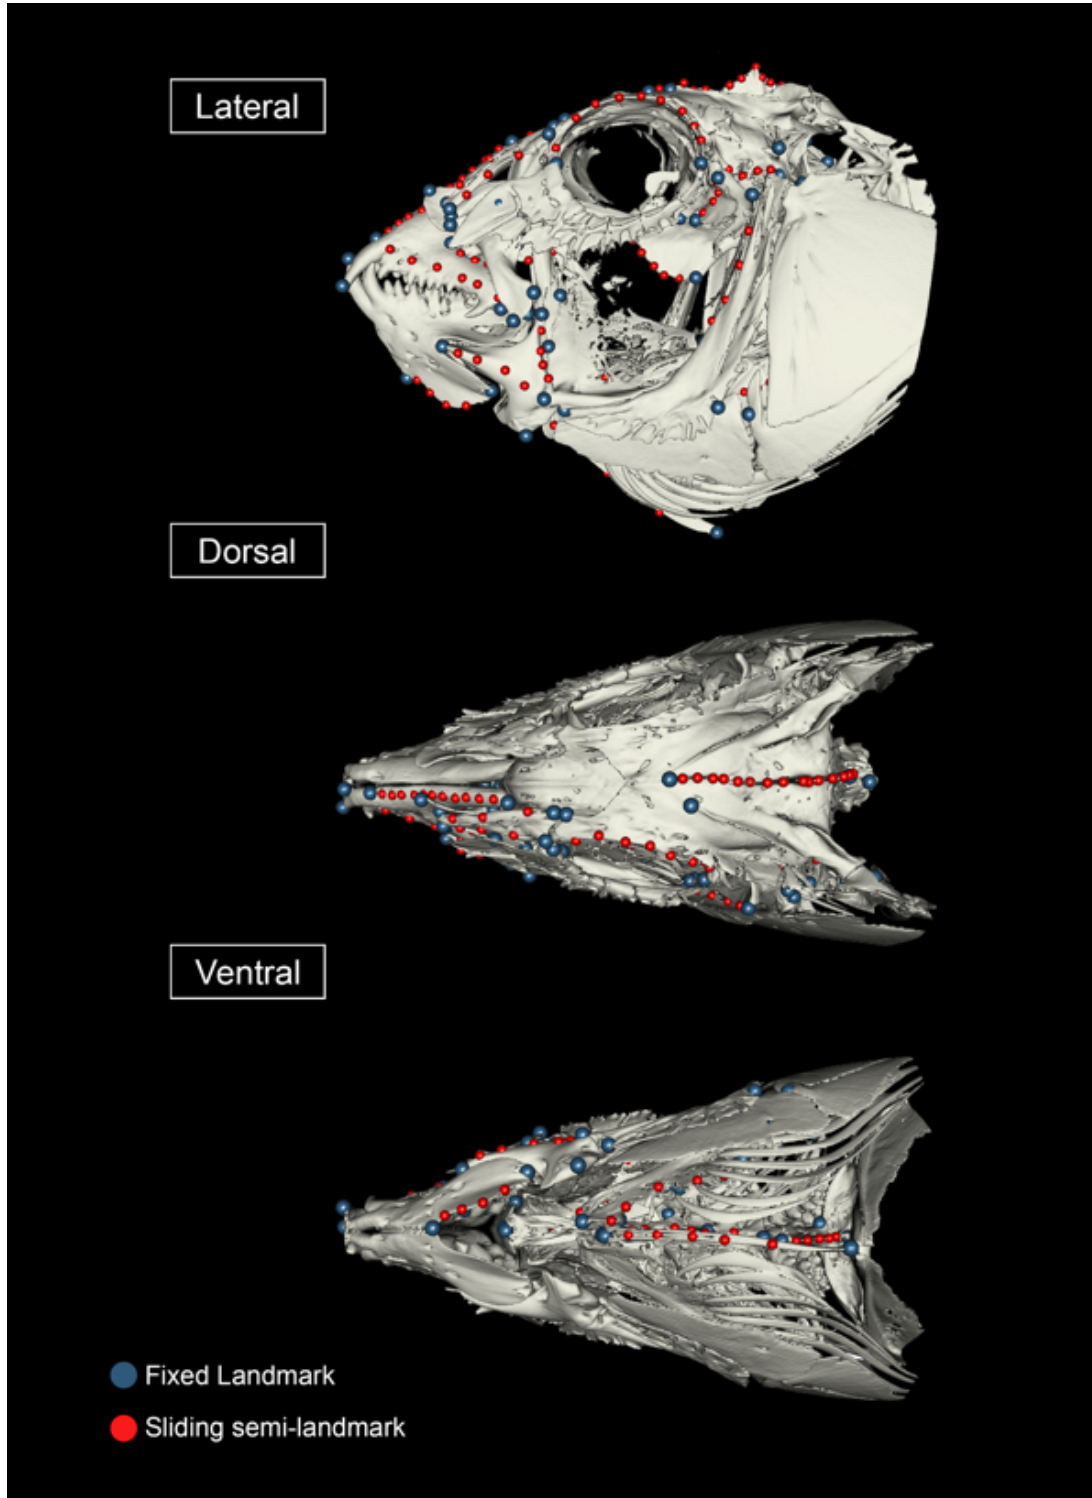 Lateral
Dorsal
Ventral
Fixed Landmark
Sliding semi-landmark